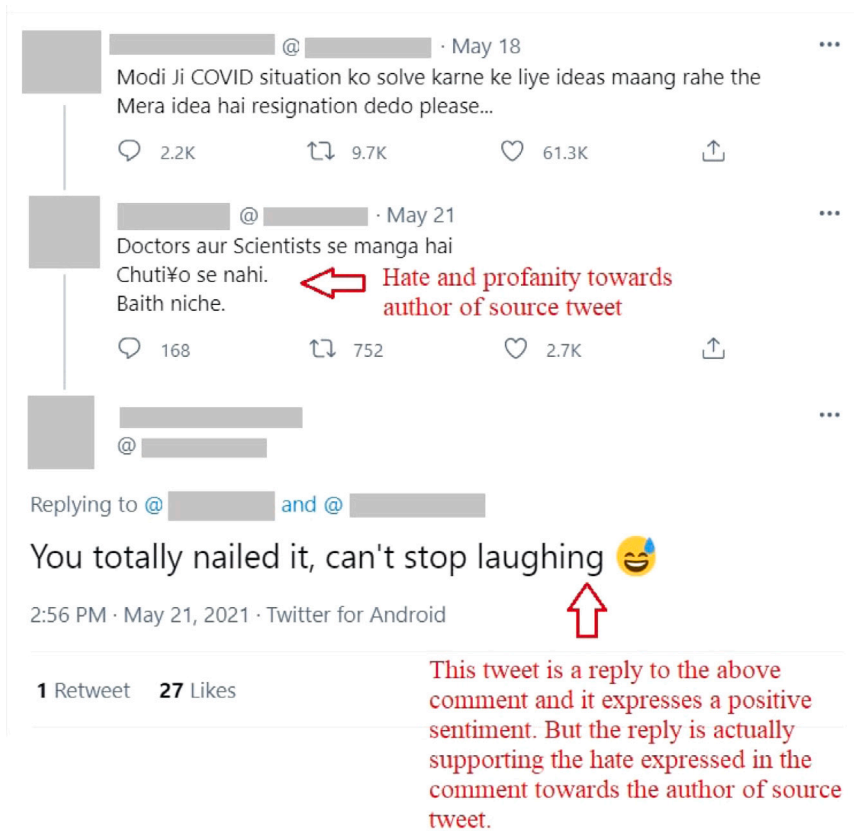 @ · May 18
Modi Ji COVID situation ko solve karne ke liye ideas maang rahe the
Mera idea hai resignation dedo please...
2.2K 9.7K 61.3K
@ · May 21
Doctors aur Scientists se manga hai
Chuti¥o se nahi.
Baith niche.
Hate and profanity towards
author of source tweet
168 752 2.7K
@
Replying to @ and @
You totally nailed it, can't stop laughing 😅
2:56 PM · May 21, 2021 · Twitter for Android
1 Retweet 27 Likes
This tweet is a reply to the above
comment and it expresses a positive
sentiment. But the reply is actually
supporting the hate expressed in the
comment towards the author of source
tweet.